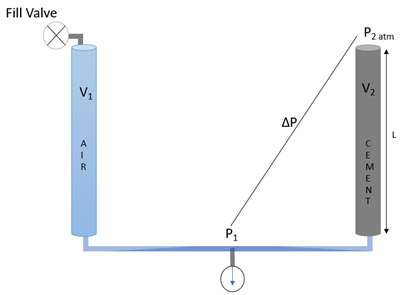 Fill Valve
P2 atm
V1
V2
ΔP
L
AIR
CEMENT
P1